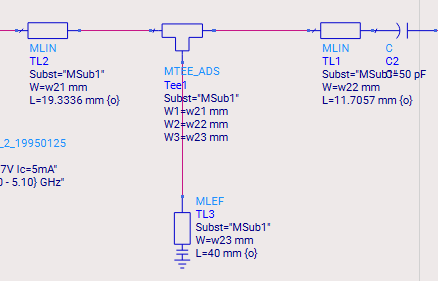 MLIN
TL2
Subst="MSub1"
W=w21 mm
L=19.3336 mm {o}
MTEE_ADS
Tee1
Subst="MSub1"
W1=w21 mm
W2=w22 mm
W3=w23 mm
MLIN
TL1
Subst="MSub1"
W=w22 mm
L=11.7057 mm {o}
C
C2
C=50 pF
_2_19950125
7V Ic=5mA"
0 - 5.10} GHz"
MLEF
TL3
Subst="MSub1"
W=w23 mm
L=40 mm {o}